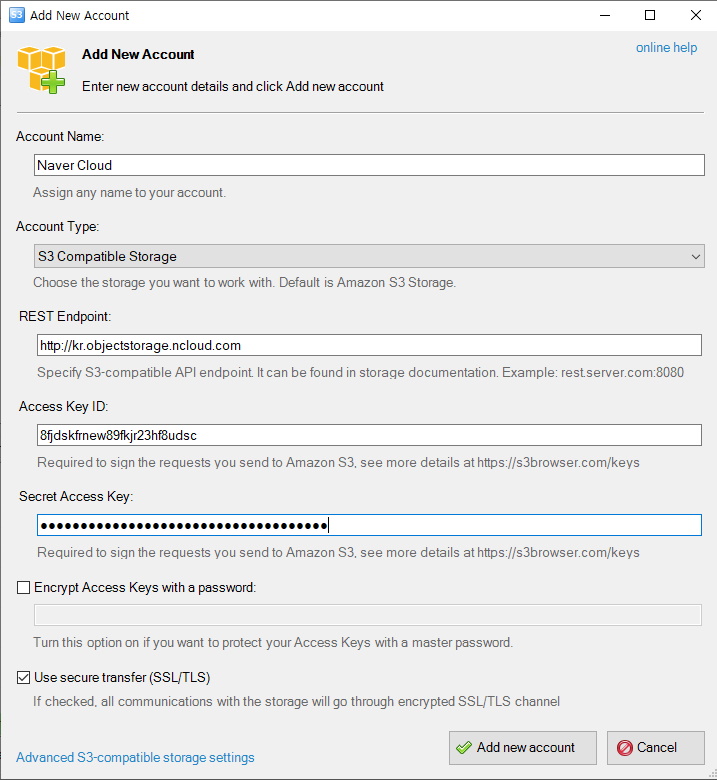 S3 Add New Account
Add New Account
online help
Enter new account details and click Add new account
Account Name:
Naver Cloud
Assign any name to your account.
Account Type:
S3 Compatible Storage
Choose the storage you want to work with. Default is Amazon S3 Storage.
REST Endpoint:
http://kr.objectstorage.ncloud.com
Specify S3-compatible API endpoint. It can be found in storage documentation. Example: rest.server.com:8080
Access Key ID:
8fjdskfrnew89fkjr23hf8udsc
Required to sign the requests you send to Amazon S3, see more details at https://s3browser.com/keys
Secret Access Key:
●●●●●●●●●●●●●●●●●●●●●●●●●●●●●●●●●●●●
Required to sign the requests you send to Amazon S3, see more details at https://s3browser.com/keys
Encrypt Access Keys with a password:
Turn this option on if you want to protect your Access Keys with a master password.
Use secure transfer (SSL/TLS)
If checked, all communications with the storage will go through encrypted SSL/TLS channel
Advanced S3-compatible storage settings
Add new account
Cancel